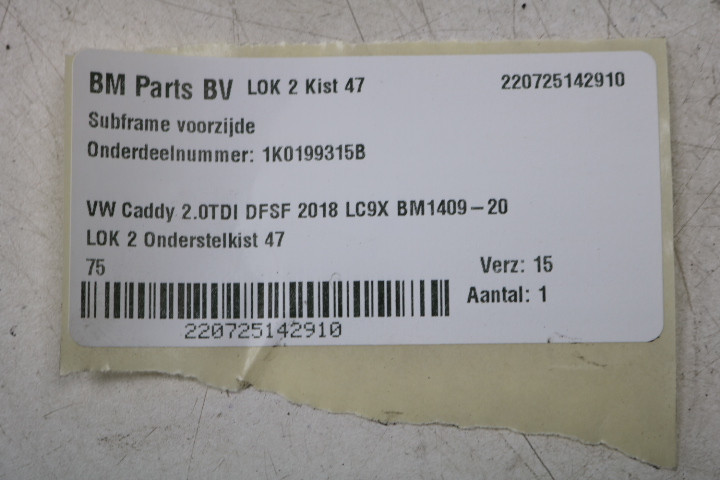 BM Parts BV LOK 2 Kist 47 220725142910
Subframe voorzijde
Onderdeelnummer: 1K0199315B
VW Caddy 2.0TDI DFSF 2018 LC9X BM1409-20
LOK 2 Onderstelkist 47
75 Verz: 15
Aantal: 1
220725142910